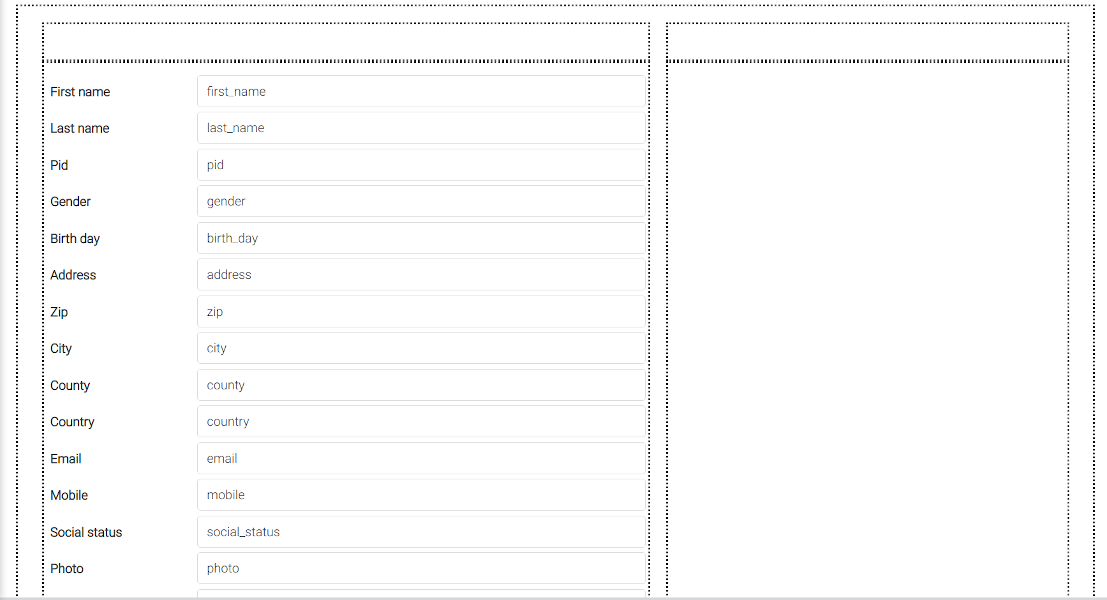 First name first_name
Last name last_name
Pid pid
Gender gender
Birth day birth_day
Address address
Zip zip
City city
County county
Country country
Email email
Mobile mobile
Social status social_status
Photo photo